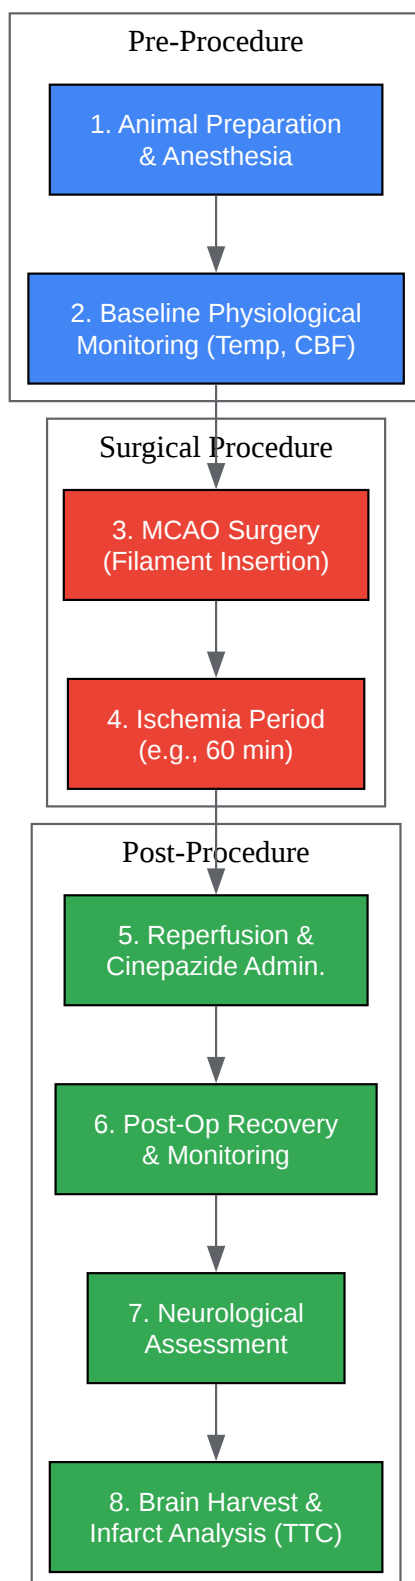 Pre-Procedure
1. Animal Preparation
& Anesthesia
2. Baseline Physiological
Monitoring (Temp, CBF)
Surgical Procedure
3. MCAO Surgery
(Filament Insertion)
4. Ischemia Period
(e.g., 60 min)
Post-Procedure
5. Reperfusion &
Cinepazide Admin.
6. Post-Op Recovery
& Monitoring
7. Neurological
Assessment
8. Brain Harvest &
Infarct Analysis (TTC)